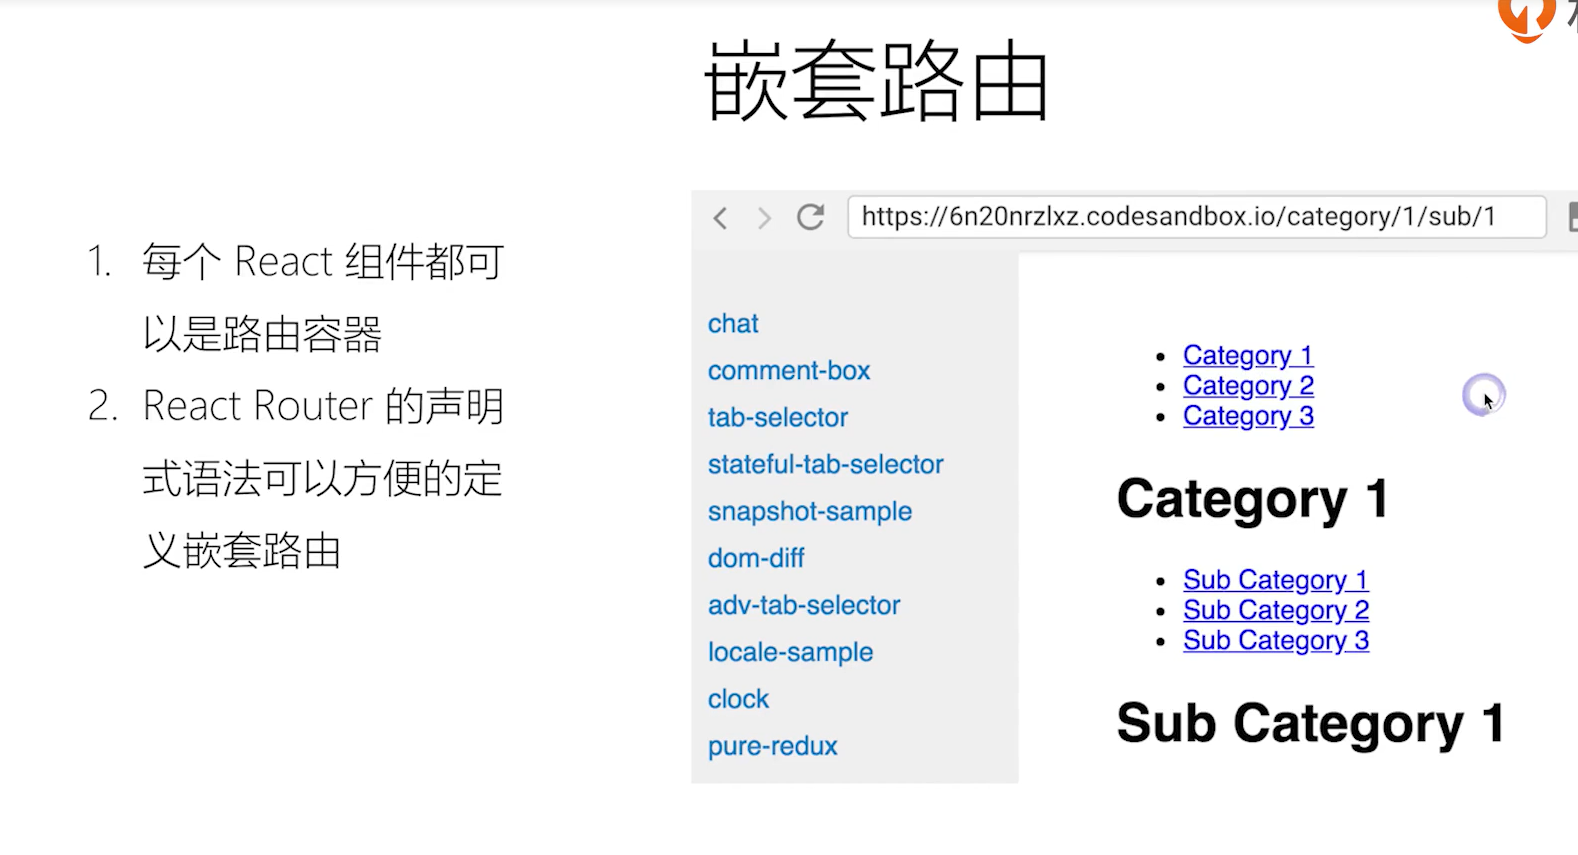 嵌套路由
1. 每个 React 组件都可
以是路由容器
2. React Router 的声明
式语法可以方便的定
义嵌套路由
https://6n20nrzlxz.codesandbox.io/category/1/sub/1
chat
comment-box
tab-selector
stateful-tab-selector
snapshot-sample
dom-diff
adv-tab-selector
locale-sample
clock
pure-redux
Category 1
Category 2
Category 3
Category 1
Sub Category 1
Sub Category 2
Sub Category 3
Sub Category 1